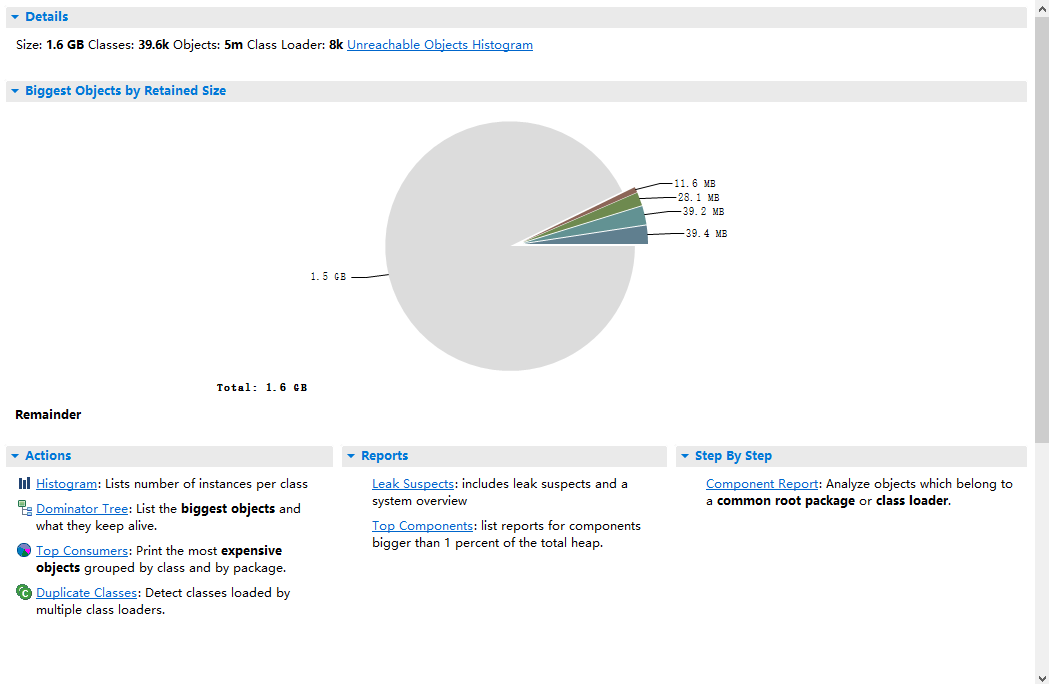 Details
Size: 1.6 GB Classes: 39.6k Objects: 5m Class Loader: 8k Unreachable Objects Histogram
Biggest Objects by Retained Size
11.6 MB
28.1 MB
39.2 MB
39.4 MB
1.5 GB
Total: 1.6 GB
Remainder
Actions
Histogram: Lists number of instances per class
Dominator Tree: List the biggest objects and
what they keep alive.
Top Consumers: Print the most expensive
objects grouped by class and by package.
Duplicate Classes: Detect classes loaded by
multiple class loaders.
Reports
Leak Suspects: includes leak suspects and a
system overview
Top Components: list reports for components
bigger than 1 percent of the total heap.
Step By Step
Component Report: Analyze objects which belong to
a common root package or class loader.